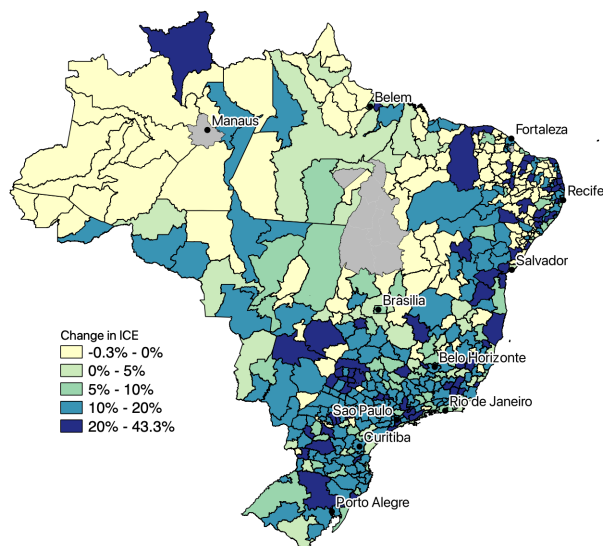 Belem
Manaus
Fortaleza
Recife
Salvador
Brasilia
Change in ICE
-0.3% - 0%
0% - 5%
5% - 10%
10% - 20%
20% - 43.3%
Belo Horizonte
Rio de Janeiro
Sao Paulo
Curitiba
Porto Alegre